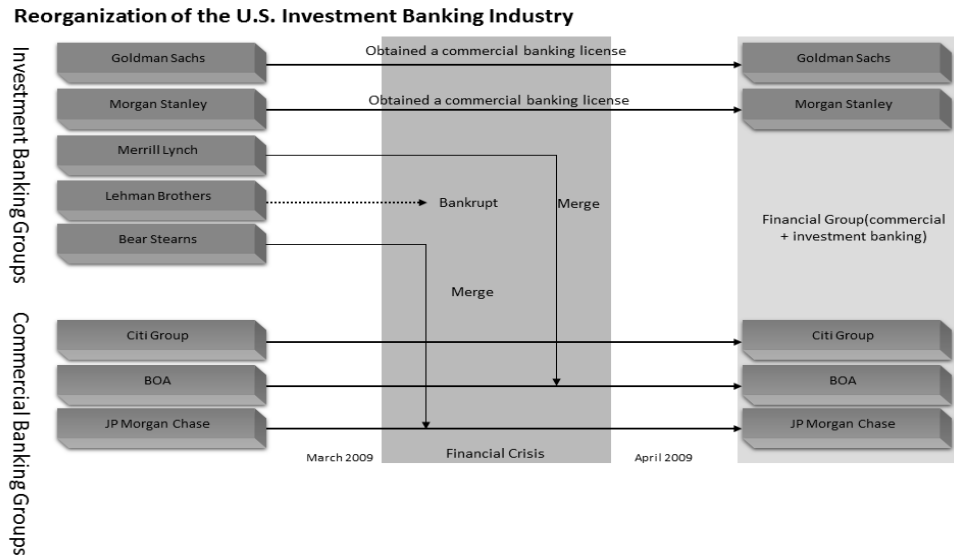 Reorganization of the U.S. Investment Banking Industry
Investment Banking Groups
Goldman Sachs
Obtained a commercial banking license
Goldman Sachs
Morgan Stanley
Obtained a commercial banking license
Morgan Stanley
Merrill Lynch
Lehman Brothers
Bankrupt
Merge
Bear Stearns
Financial Group(commercial
+ investment banking)
Merge
Commercial Banking Groups
Citi Group
Citi Group
BOA
BOA
JP Morgan Chase
JP Morgan Chase
March 2009
Financial Crisis
April 2009